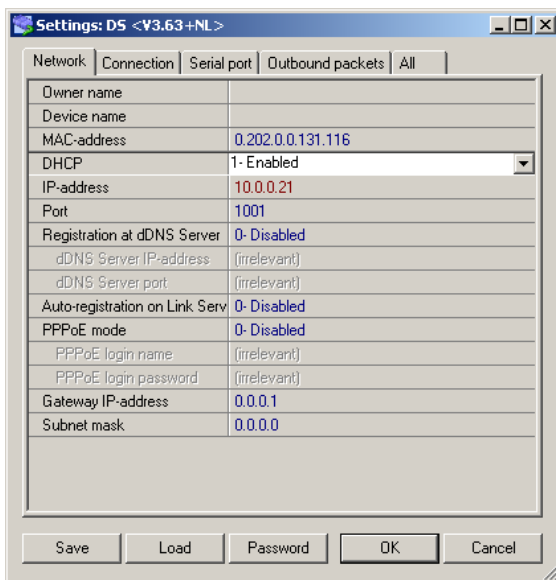 Settings: DS <V3.63+NL>
Network Connection Serial port Outbound packets All
Owner name
Device name
MAC-address 0.202.0.0.131.116
DHCP 1- Enabled
IP-address 10.0.0.21
Port 1001
Registration at dDNS Server 0- Disabled
dDNS Server IP-address (irrelevant)
dDNS Server port (irrelevant)
Auto-registration on Link Serv 0- Disabled
PPPoE mode 0- Disabled
PPPoE login name (irrelevant)
PPPoE login password (irrelevant)
Gateway IP-address 0.0.0.1
Subnet mask 0.0.0.0
Save Load Password OK Cancel